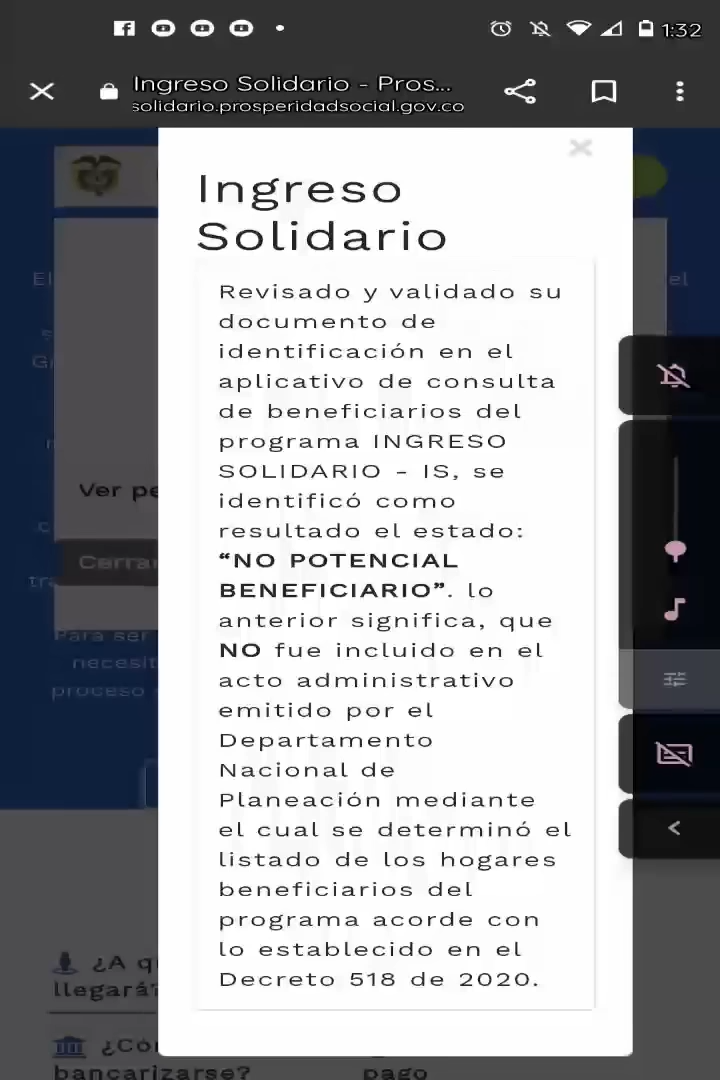 1:32
Ingreso Solidario - Pros...
solidario.prosperidadsocial.gov.co
Ingreso
Solidario
Revisado y validado su
documento de
identificación en el
aplicativo de consulta
de beneficiarios del
programa INGRESO
SOLIDARIO - IS, se
identificó como
resultado el estado:
“NO POTENCIAL
BENEFICIARIO”. lo
anterior significa, que
NO fue incluido en el
acto administrativo
emitido por el
Departamento
Nacional de
Planeación mediante
el cual se determinó el
listado de los hogares
beneficiarios del
programa acorde con
lo establecido en el
Decreto 518 de 2020.
El
el
Ver pe
Cerrar
Para ser
necesit
proceso
¿A q
llegará?
¿Có
bancarizarse?
pago